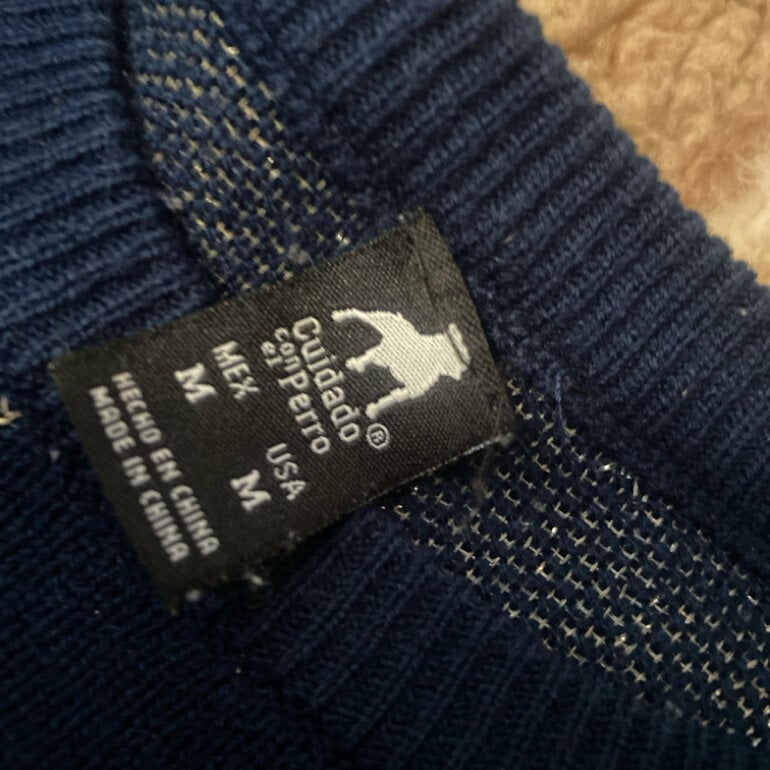 Cuidado®
con
el Perro
MEX USA
M M
HECHO EN CHINA
MADE IN CHINA